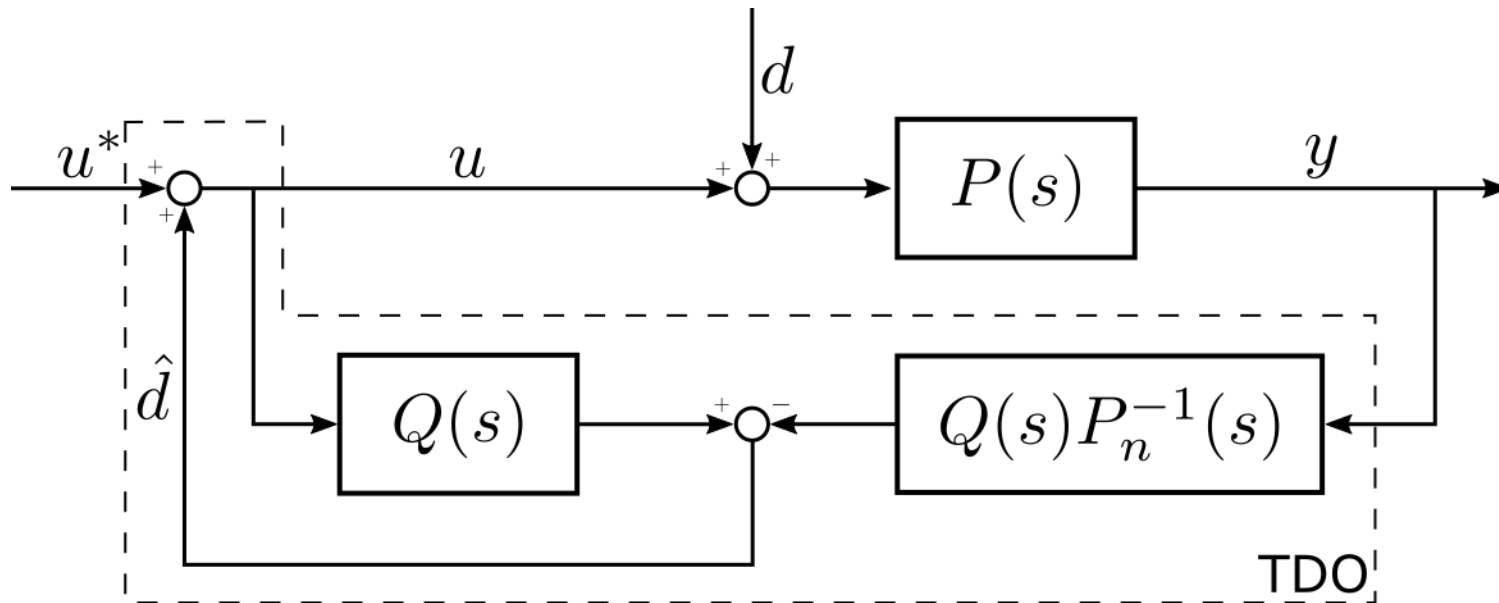 d
u*
+
+
u
+
+
P(s)
y
d̂
Q(s)
+
−
Q(s)P_n^{-1}(s)
TDO